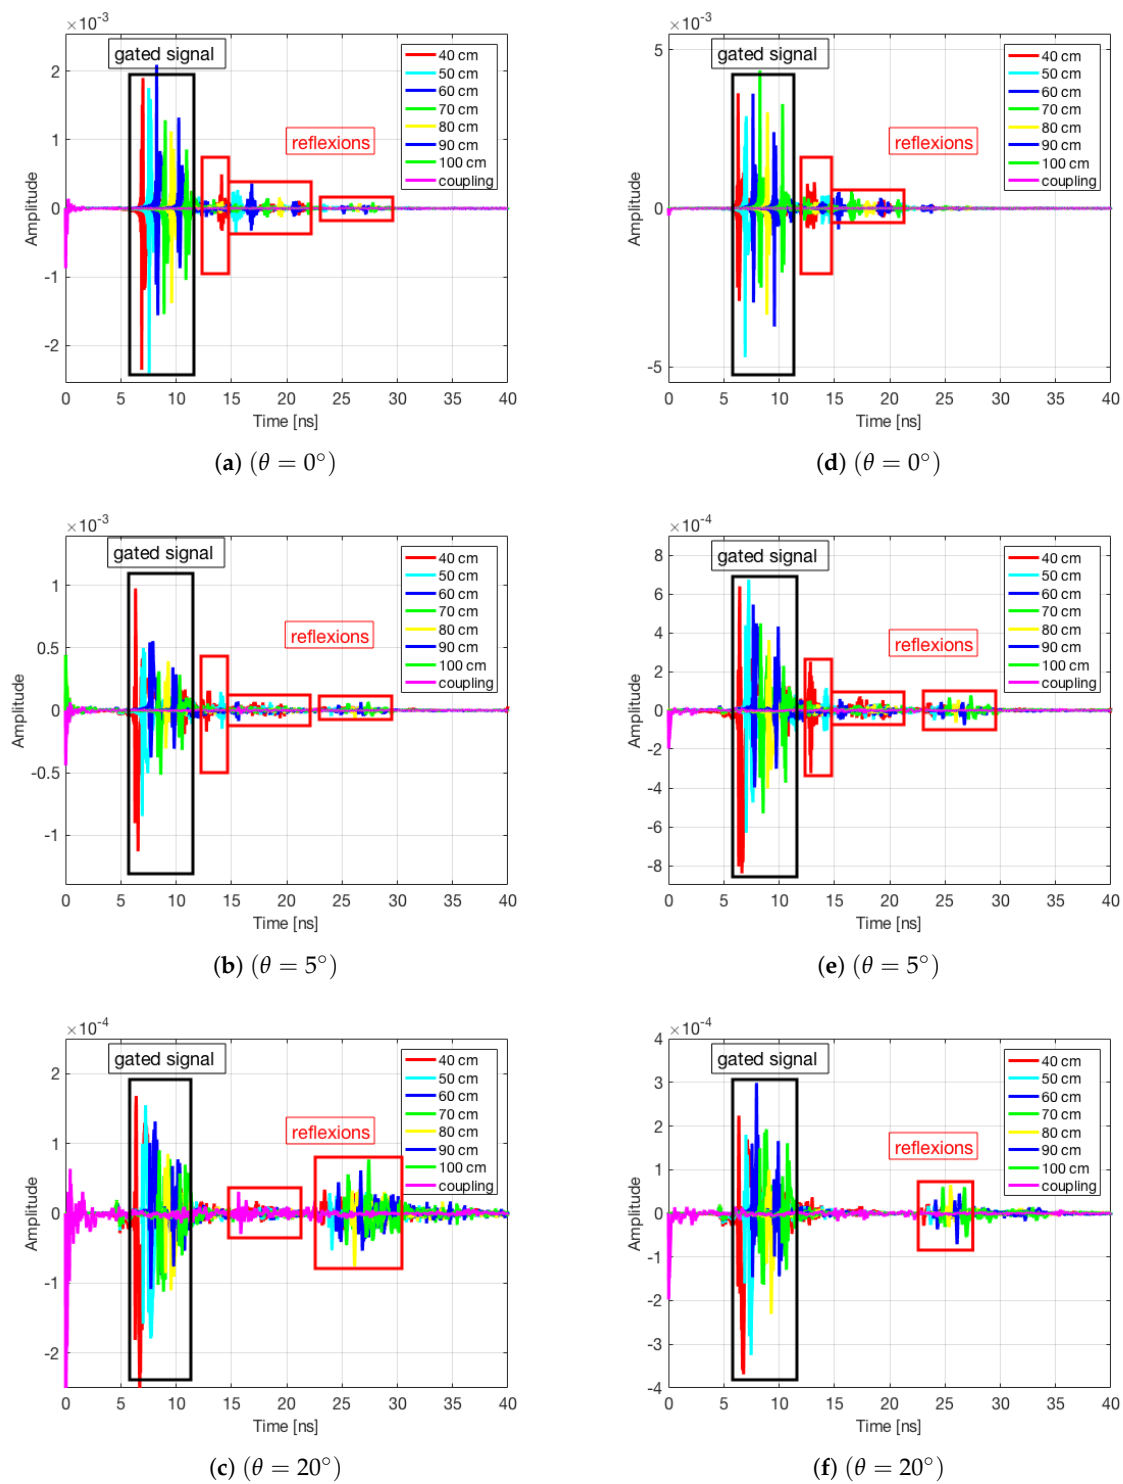 ×10⁻³
gated signal
reflexions
40 cm
50 cm
60 cm
70 cm
80 cm
90 cm
100 cm
coupling
2
1
0
-1
-2
Amplitude
0 5 10 15 20 25 30 35 40
Time [ns]
(a) (θ = 0°)
×10⁻³
gated signal
reflexions
40 cm
50 cm
60 cm
70 cm
80 cm
90 cm
100 cm
coupling
5
0
-5
Amplitude
0 5 10 15 20 25 30 35 40
Time [ns]
(d) (θ = 0°)
×10⁻³
gated signal
reflexions
40 cm
50 cm
60 cm
70 cm
80 cm
90 cm
100 cm
coupling
1
0.5
0
-0.5
-1
Amplitude
0 5 10 15 20 25 30 35 40
Time [ns]
(b) (θ = 5°)
×10⁻⁴
gated signal
reflexions
40 cm
50 cm
60 cm
70 cm
80 cm
90 cm
100 cm
coupling
8
6
4
2
0
-2
-4
-6
-8
Amplitude
0 5 10 15 20 25 30 35 40
Time [ns]
(e) (θ = 5°)
×10⁻⁴
gated signal
reflexions
40 cm
50 cm
60 cm
70 cm
80 cm
90 cm
100 cm
coupling
2
1
0
-1
-2
Amplitude
0 5 10 15 20 25 30 35 40
Time [ns]
(c) (θ = 20°)
×10⁻⁴
gated signal
reflexions
40 cm
50 cm
60 cm
70 cm
80 cm
90 cm
100 cm
coupling
4
3
2
1
0
-1
-2
-3
-4
Amplitude
0 5 10 15 20 25 30 35 40
Time [ns]
(f) (θ = 20°)